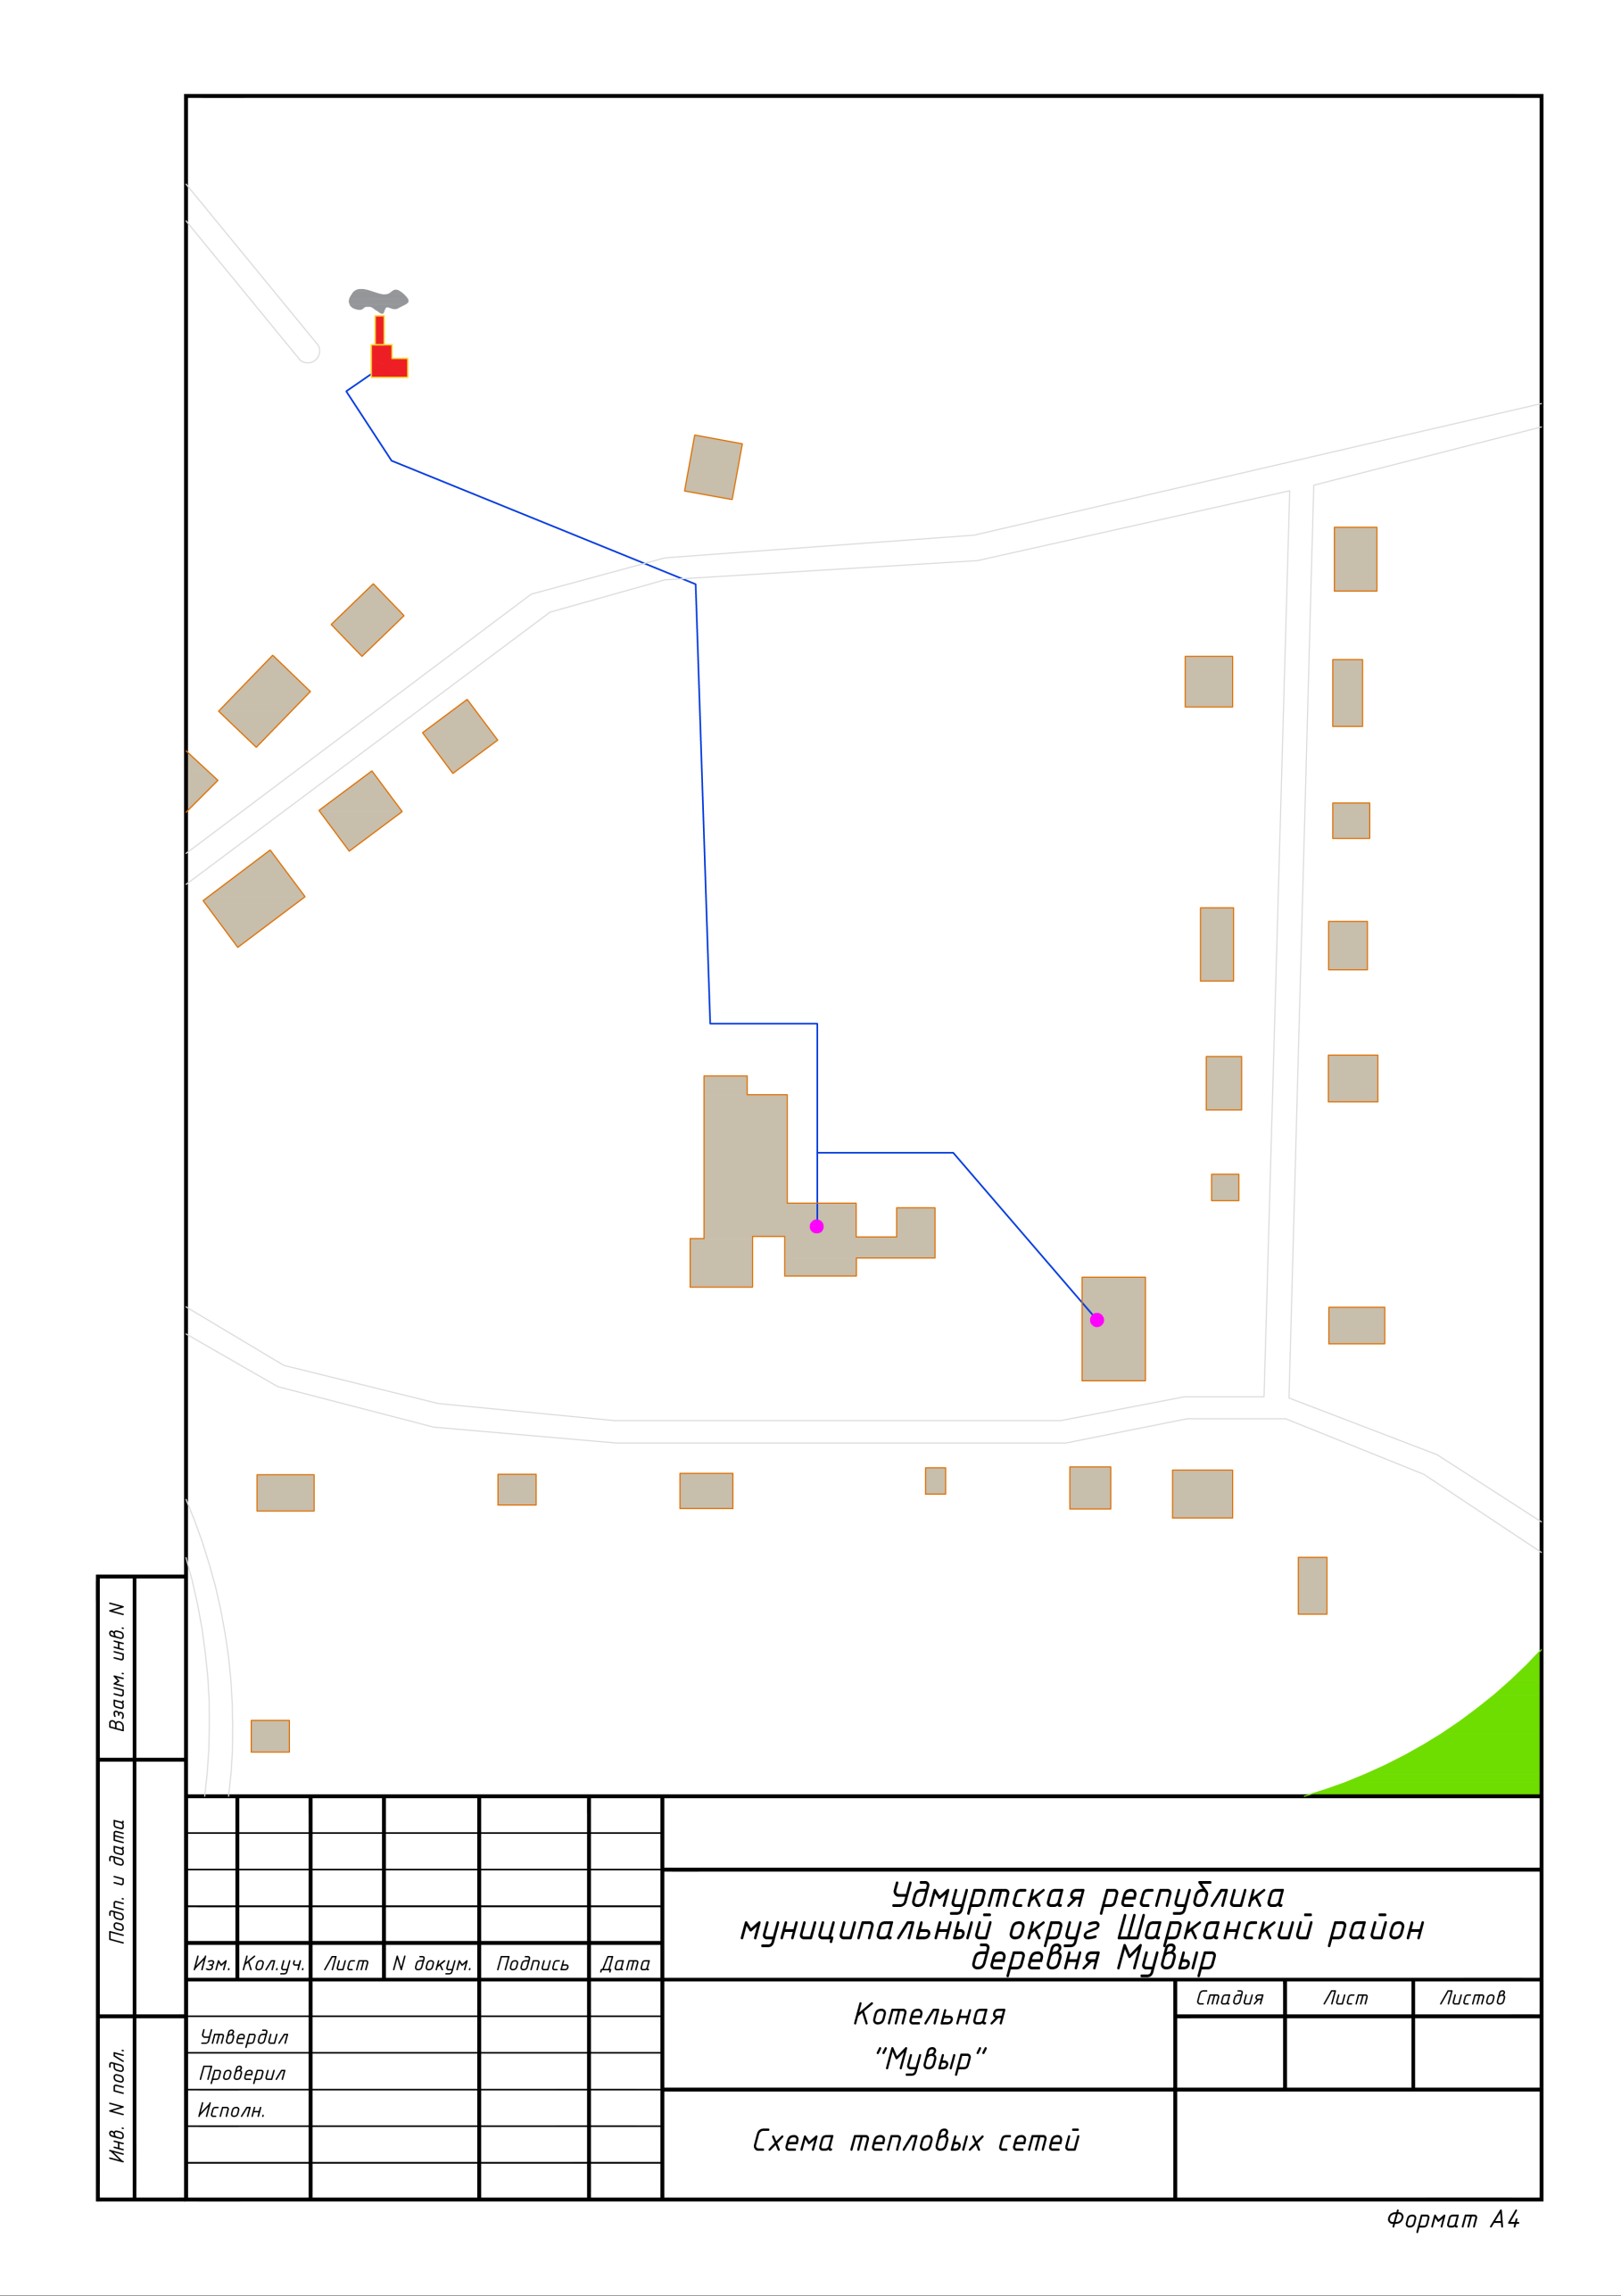 Взаим. инв. N
Подп. и дата
Инв. N подл.
Изм. Кол.уч. Лист N докум. Подпись Дата
Утвердил
Проверил
Исполн.
Удмуртская республика
муниципальный округ Шарканский район
деревня Мувыр
Котельная
"Мувыр"
Стадия Лист Листов
Схема тепловых сетей
Формат А4